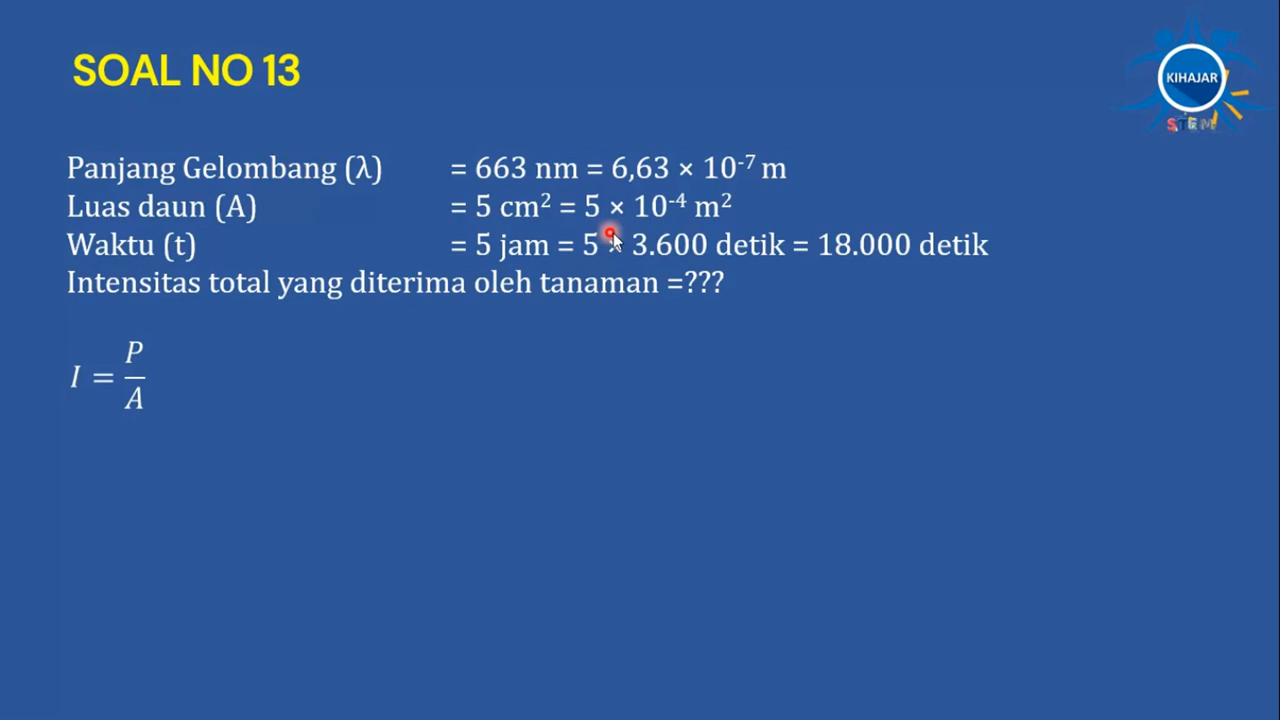 SOAL NO 13
KIHAJAR
STEM
Panjang Gelombang (λ) = 663 nm = 6,63 × 10⁻⁷ m
Luas daun (A) = 5 cm² = 5 × 10⁻⁴ m²
Waktu (t) = 5 jam = 5 × 3.600 detik = 18.000 detik
Intensitas total yang diterima oleh tanaman =???
I = P/A